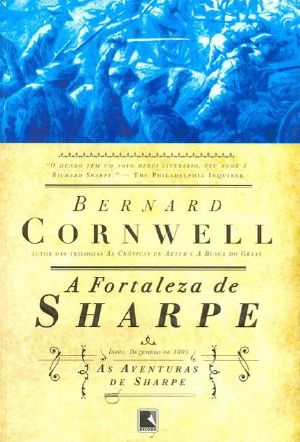 "O MUNDO TEM UM NOVO HERÓI LITERÁRIO. SEU NOME É
RICHARD SHARPE." — THE PHILADELPHIA INQUIRER
BERNARD
CORNWELL
AUTOR DAS TRILOGIAS AS CRÔNICAS DE ARTUR E A BUSCA DO GRAAL
A Fortaleza de
SHARPE
ÍNDIA, DEZEMBRO DE 1803
AS AVENTURAS
DE SHARPE
RECORD